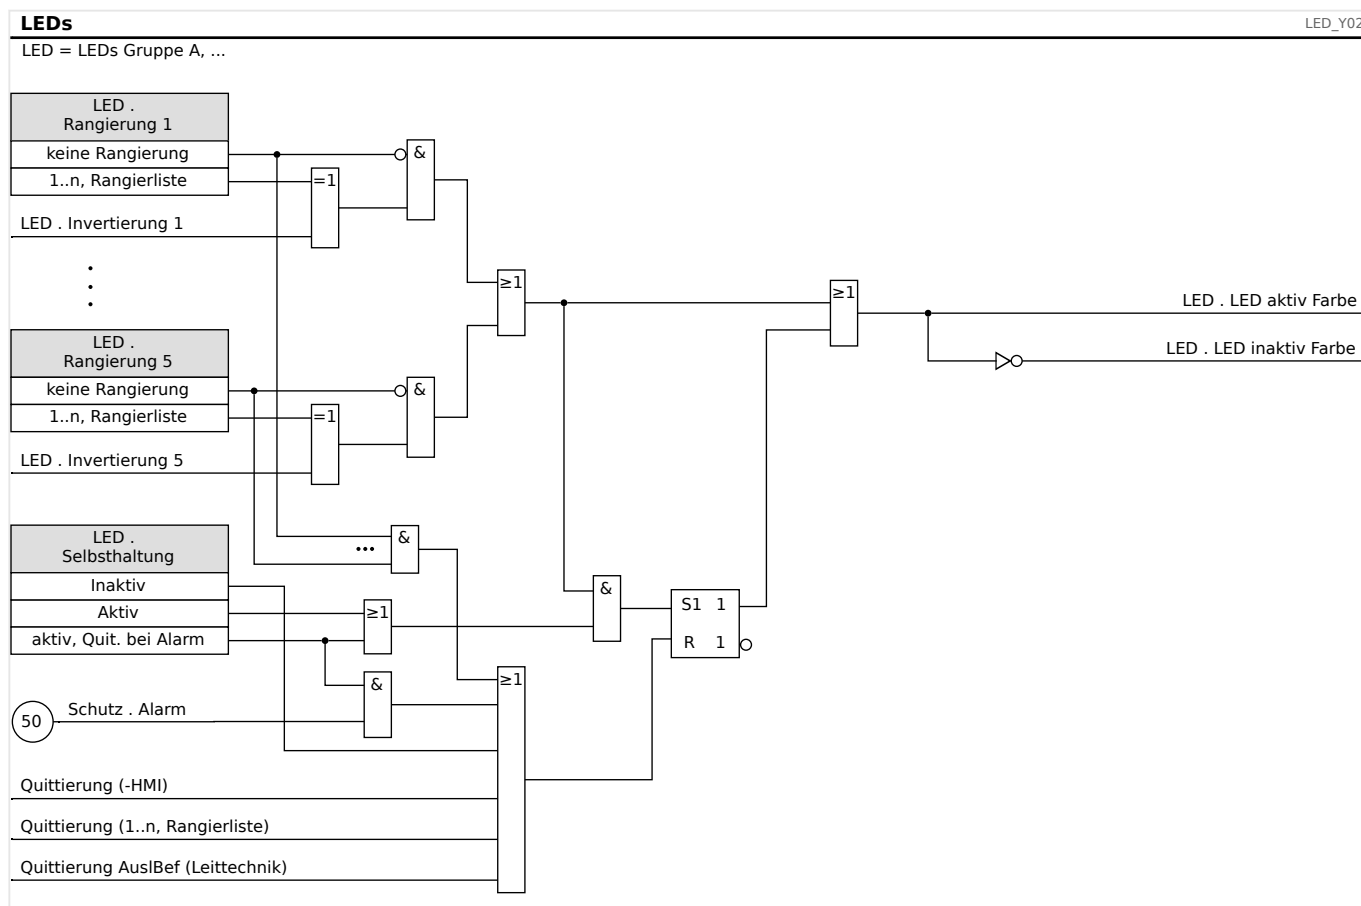 LEDs
LED_Y02
LED = LEDs Gruppe A, ...
LED .
Rangierung 1
keine Rangierung
&
1..n, Rangierliste
=1
LED . Invertierung 1
≥1
≥1
LED . LED aktiv Farbe
LED .
Rangierung 5
LED . LED inaktiv Farbe
keine Rangierung
&
1..n, Rangierliste
=1
LED . Invertierung 5
LED .
Selbsthaltung
...
&
Inaktiv
&
Aktiv
≥1
S1 1
aktiv, Quit. bei Alarm
R 1
&
≥1
50
Schutz . Alarm
Quittierung (-HMI)
Quittierung (1..n, Rangierliste)
Quittierung AuslBef (Leittechnik)